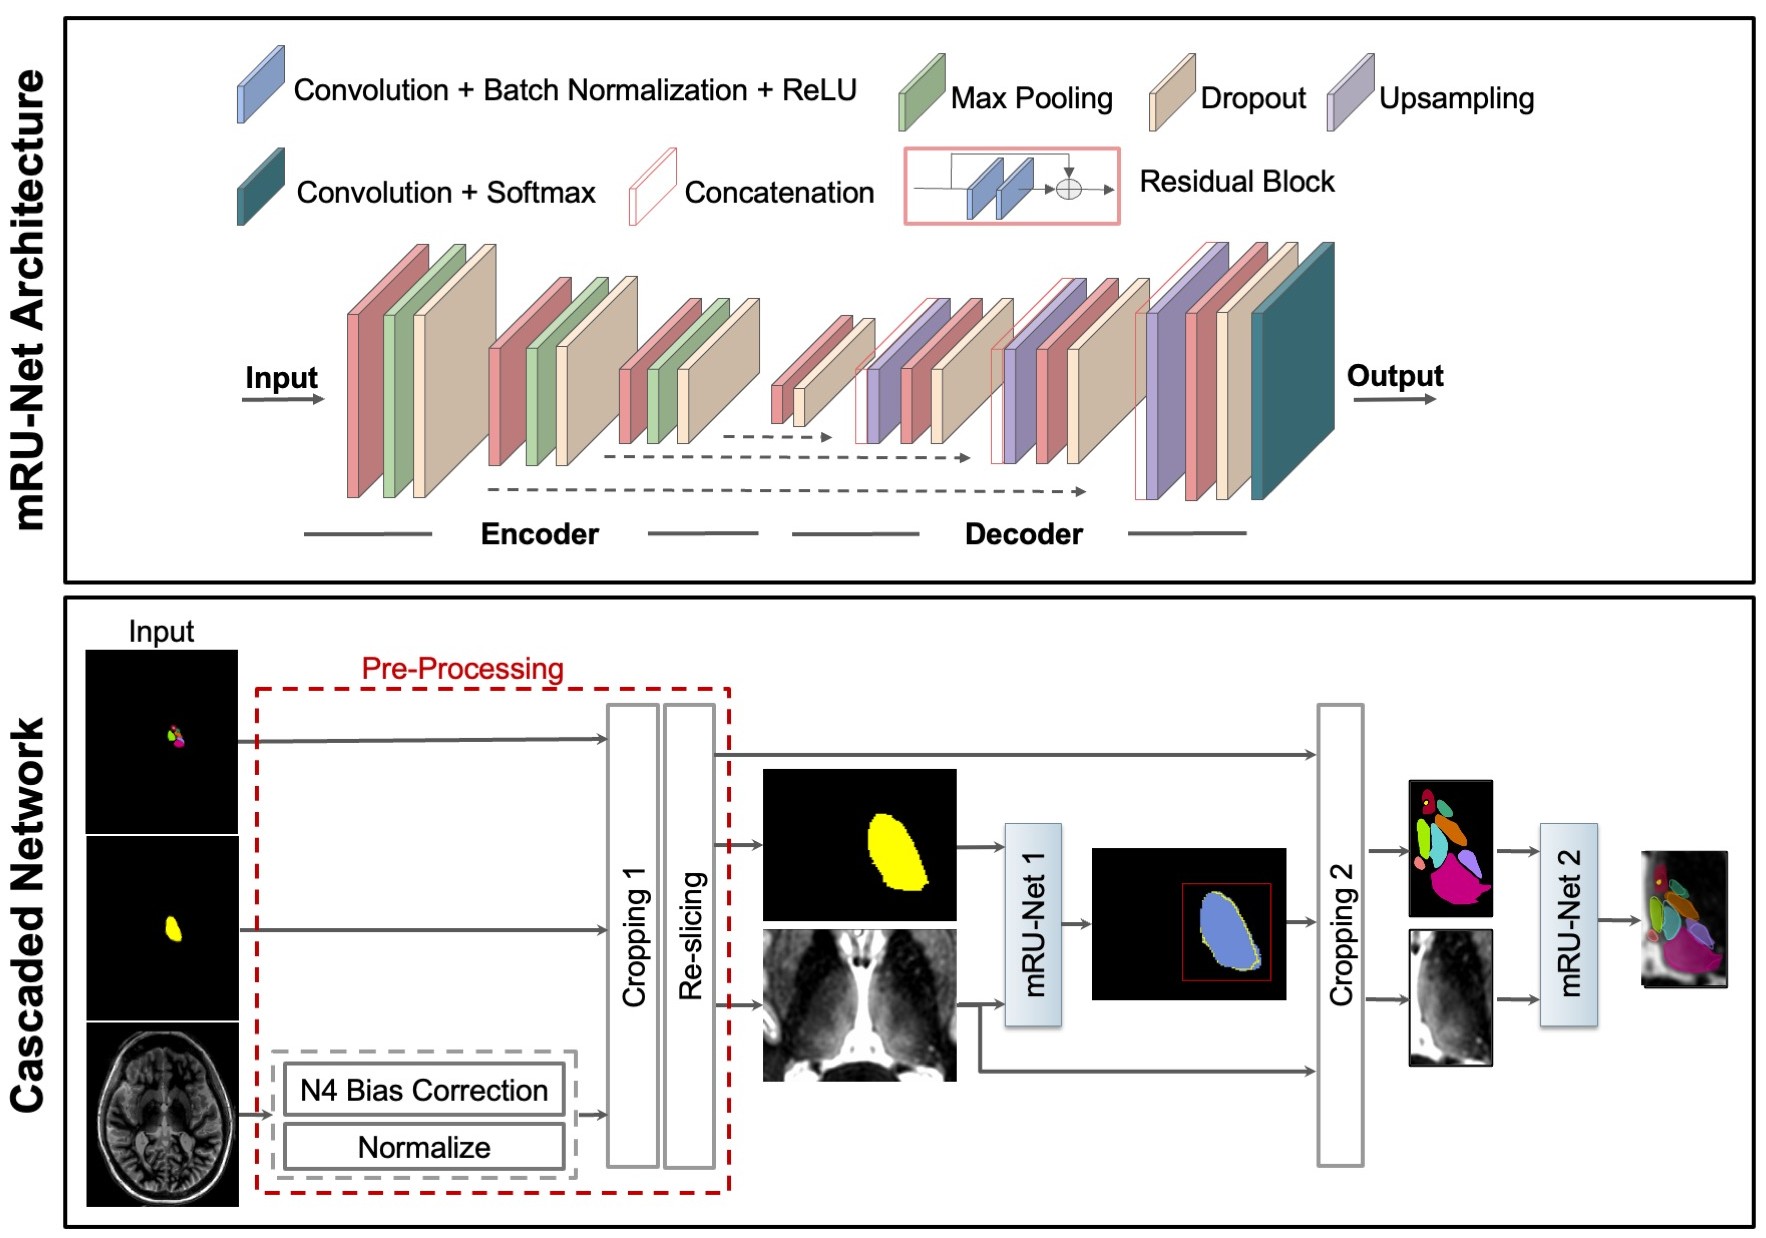 mRU-Net Architecture
Convolution + Batch Normalization + ReLU
Max Pooling
Dropout
Upsampling
Convolution + Softmax
Concatenation
Residual Block
Input
Output
Encoder
Decoder
Cascaded Network
Input
Pre-Processing
N4 Bias Correction
Normalize
Cropping 1
Re-slicing
mRU-Net 1
Cropping 2
mRU-Net 2